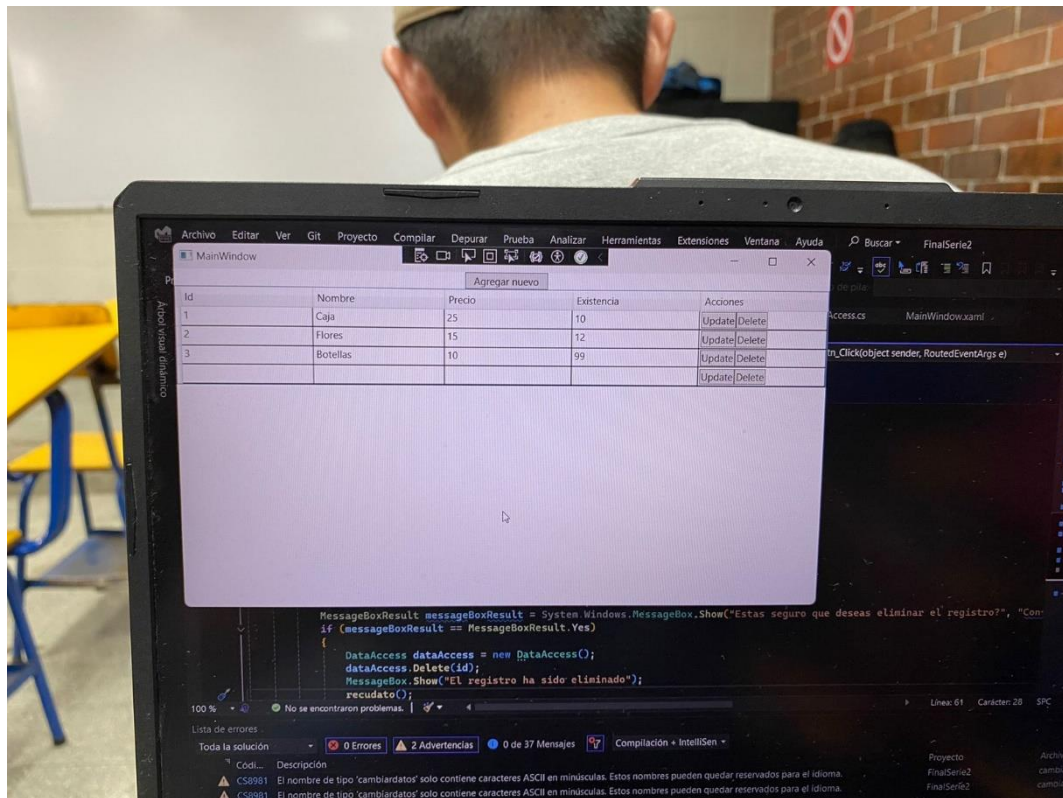 Archivo Editar Ver Git Proyecto Compilar Depurar Prueba Analizar Herramientas Extensiones Ventana Ayuda Buscar FinalSerie2
MainWindow
Agregar nuevo
Id Nombre Precio Existencia Acciones
1 Caja 25 10 Update Delete
2 Flores 15 12 Update Delete
3 Botellas 10 99 Update Delete
Update Delete
Árbol visual dinámico
de pila:
Access.cs MainWindow.xaml
tn_Click(object sender, RoutedEventArgs e)
MessageBoxResult messageBoxResult = System.Windows.MessageBox.Show("Estas seguro que deseas eliminar el registro?", "Con
if (messageBoxResult == MessageBoxResult.Yes)
{
DataAccess dataAccess = new DataAccess();
dataAccess.Delete(id);
MessageBox.Show("El registro ha sido eliminado");
recudato();
100 % No se encontraron problemas. Línea: 61 Carácter: 28 SPC
Lista de errores
Toda la solución 0 Errores 2 Advertencias 0 de 37 Mensajes Compilación + IntelliSen
Códi... Descripción Proyecto Archi
CS8981 El nombre de tipo 'cambiardatos' solo contiene caracteres ASCII en minúsculas. Estos nombres pueden quedar reservados para el idioma. FinalSerie2 cambi
CS8981 El nombre de tipo 'cambiardatos' solo contiene caracteres ASCII en minúsculas. Estos nombres pueden quedar reservados para el idioma. FinalSerie2 cambi